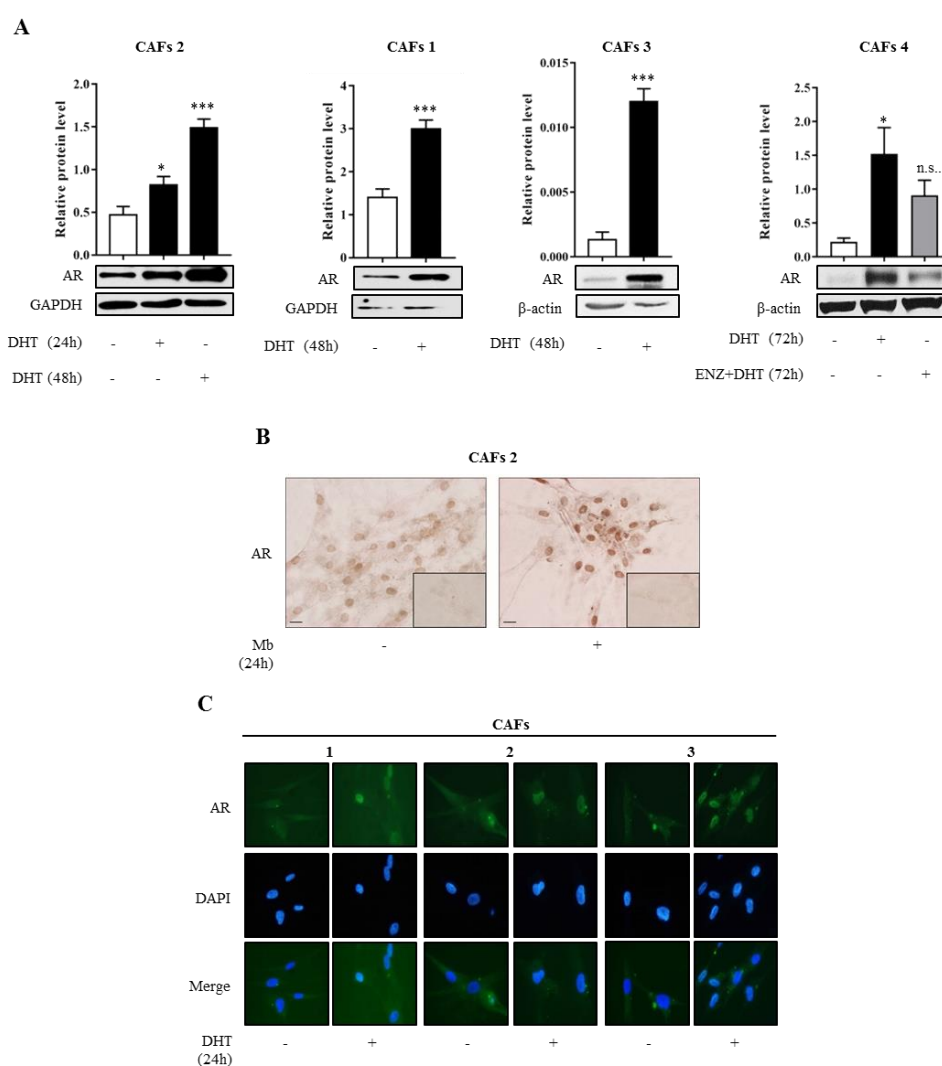 A
CAFs 2
CAFs 1
CAFs 3
CAFs 4
Relative protein level
2.0
1.5
1.0
0.5
0.0
*
***
AR
GAPDH
DHT (24h) - + -
DHT (48h) - - +
Relative protein level
4
3
2
1
0
***
AR
GAPDH
DHT (48h) - +
Relative protein level
0.015
0.010
0.005
0.000
***
AR
β-actin
DHT (48h) - +
Relative protein level
2.5
2.0
1.5
1.0
0.5
0.0
*
n.s..
AR
β-actin
DHT (72h) - + -
ENZ+DHT (72h) - - +
B
CAFs 2
AR
Mb - +
(24h)
C
CAFs
1 2 3
AR
DAPI
Merge
DHT - + - + - +
(24h)